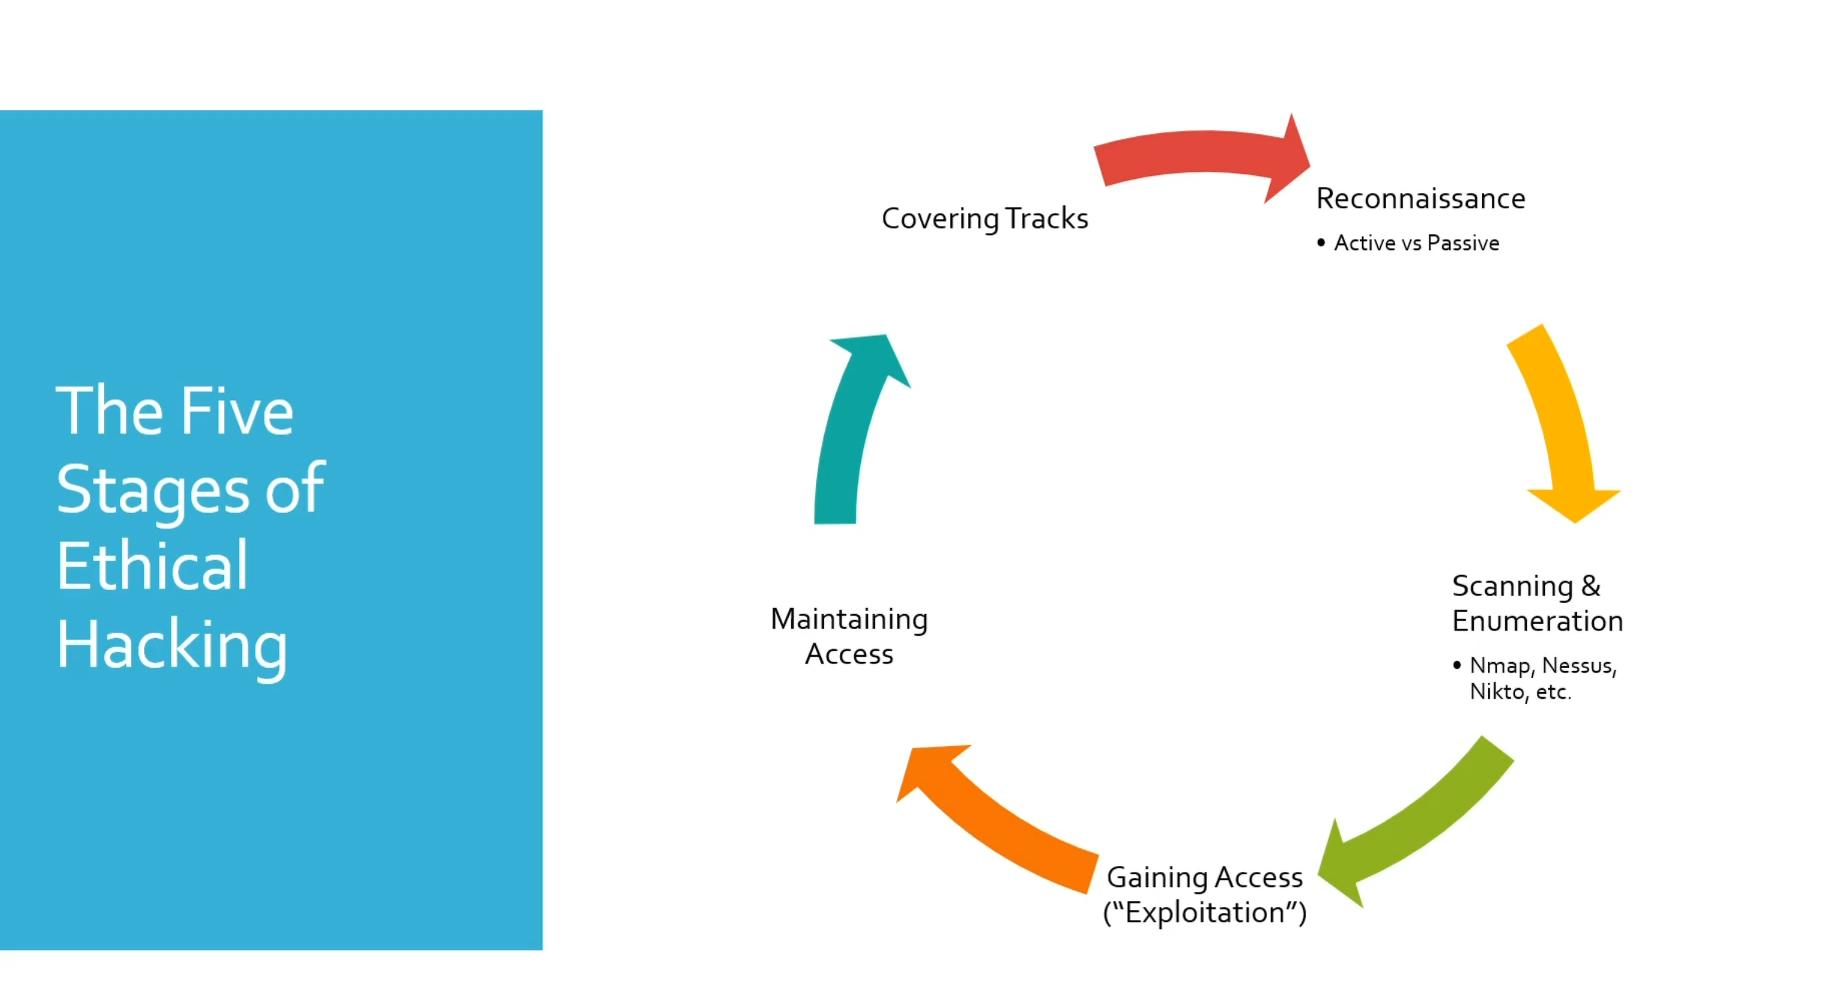 The Five
Stages of
Ethical
Hacking
Reconnaissance
• Active vs Passive
Scanning &
Enumeration
• Nmap, Nessus,
Nikto, etc.
Gaining Access
(“Exploitation”)
Maintaining
Access
Covering Tracks